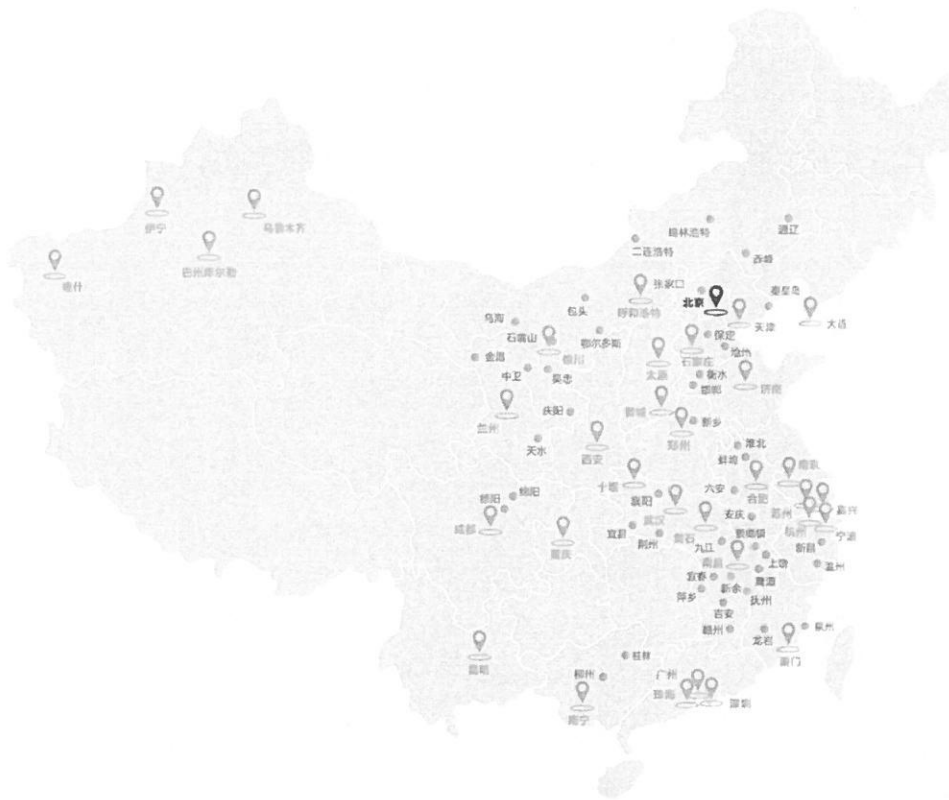 伊宁
乌鲁木齐
巴州库尔勒
喀什
锡林浩特
通辽
二连浩特
赤峰
张家口
北京
秦皇岛
呼和浩特
天津
大连
包头
乌海
石嘴山
鄂尔多斯
银川
保定
沧州
石家庄
太原
金昌
中卫
吴忠
衡水
邯郸
济南
兰州
庆阳
新乡
郑州
西安
天水
淮北
蚌埠
十堰
襄阳
六安
合肥
苏州
嘉兴
德阳
绵阳
成都
重庆
武汉
黄石
安庆
杭州
宁波
宜昌
荆州
九江
景德镇
新昌
南昌
上饶
温州
宜春
新余
鹰潭
萍乡
抚州
吉安
赣州
龙岩
泉州
厦门
昆明
桂林
柳州
南宁
广州
珠海
深圳